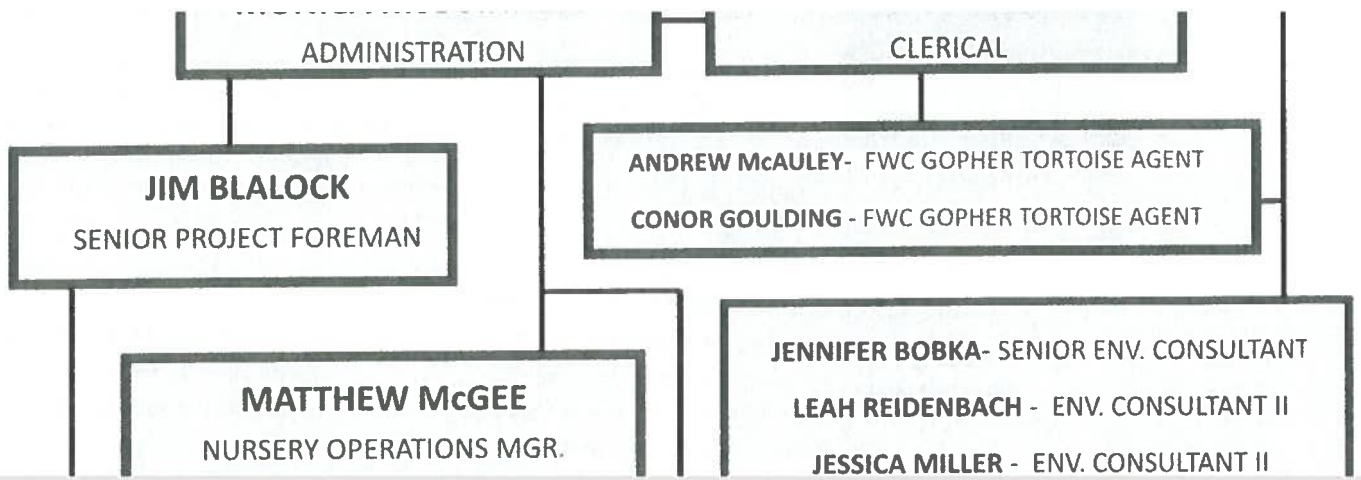 ADMINISTRATION
CLERICAL
JIM BLALOCK
SENIOR PROJECT FOREMAN
ANDREW McAULEY- FWC GOPHER TORTOISE AGENT
CONOR GOULDING - FWC GOPHER TORTOISE AGENT
MATTHEW McGEE
NURSERY OPERATIONS MGR.
JENNIFER BOBKA- SENIOR ENV. CONSULTANT
LEAH REIDENBACH - ENV. CONSULTANT II
JESSICA MILLER - ENV. CONSULTANT II